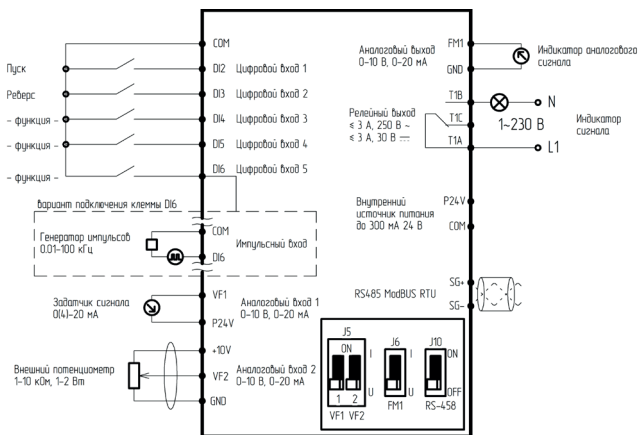 COM
Пуск
DI2 Цифровой вход 1
Реверс
DI3 Цифровой вход 2
- функция -
DI4 Цифровой вход 3
- функция -
DI5 Цифровой вход 4
- функция -
DI6 Цифровой вход 5
вариант подключения клеммы DI6
Генератор импульсов
0.01-100 кГц
COM
Импульсный вход
DI6
Задатчик сигнала
0(4)-20 мА
VF1
Аналоговый вход 1
0-10 В, 0-20 мА
P24V
+10V
Внешний потенциометр
1-10 кОм, 1-2 Вт
VF2
Аналоговый вход 2
0-10 В, 0-20 мА
GND
Аналоговый выход
0-10 В, 0-20 мА
FM1
GND
Индикатор аналогового
сигнала
T1B
N
Релейный выход
≤ 3 А, 250 В ~
≤ 3 А, 30 В ⎓
T1C
1~230 В
Индикатор
сигнала
T1A
L1
Внутренний
источник питания
до 300 мА 24 В
P24V
COM
RS485 ModBUS RTU
SG+
SG-
J5
ON
I
U
1 2
VF1 VF2
J6
I
U
FM1
J10
ON
OFF
RS-458